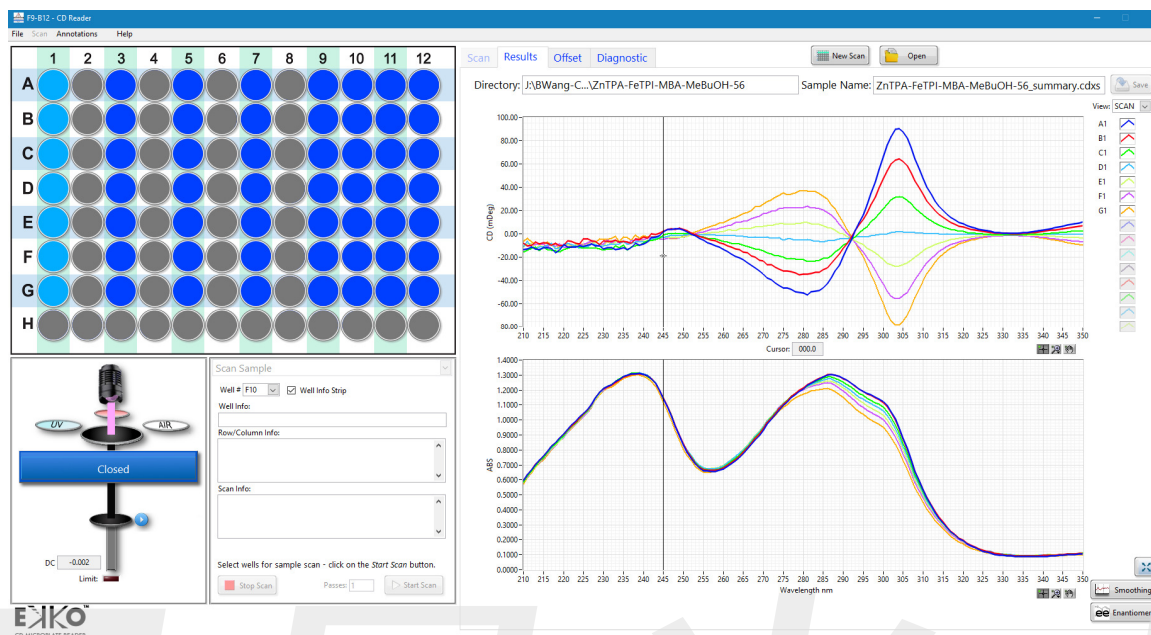 F9-B12 - CD Reader
File Scan Annotations Help
1 2 3 4 5 6 7 8 9 10 11 12
A
B
C
D
E
F
G
H
Scan Results Offset Diagnostic
New Scan Open
Directory: J:\BWang-C...\ZnTPA-FeTPI-MBA-MeBuOH-56 Sample Name: ZnTPA-FeTPI-MBA-MeBuOH-56_summary.cdxs Save
View: SCAN
A1
B1
C1
D1
E1
F1
G1
CD (mDeg)
100.00
80.00
60.00
40.00
20.00
0.00
-20.00
-40.00
-60.00
80.00
210 215 220 225 230 235 240 245 250 255 260 265 270 275 280 285 290 295 300 305 310 315 320 325 330 335 340 345 350
Cursor: 000.0
ABS
1.4000
1.3000
1.2000
1.1000
1.0000
0.9000
0.8000
0.7000
0.6000
0.5000
0.4000
0.3000
0.2000
0.1000
0.0000
210 215 220 225 230 235 240 245 250 255 260 265 270 275 280 285 290 295 300 305 310 315 320 325 330 335 340 345 350
Wavelength nm
Smoothing
ee Enantiomer
UV AIR
Closed
DC -0.002
Limit:
Scan Sample
Well # F10 Well Info Strip
Well Info:
Row/Column Info:
Scan Info:
Select wells for sample scan - click on the Start Scan button.
Stop Scan Passes: 1 Start Scan
EKKO™
CD MICROPLATE READER